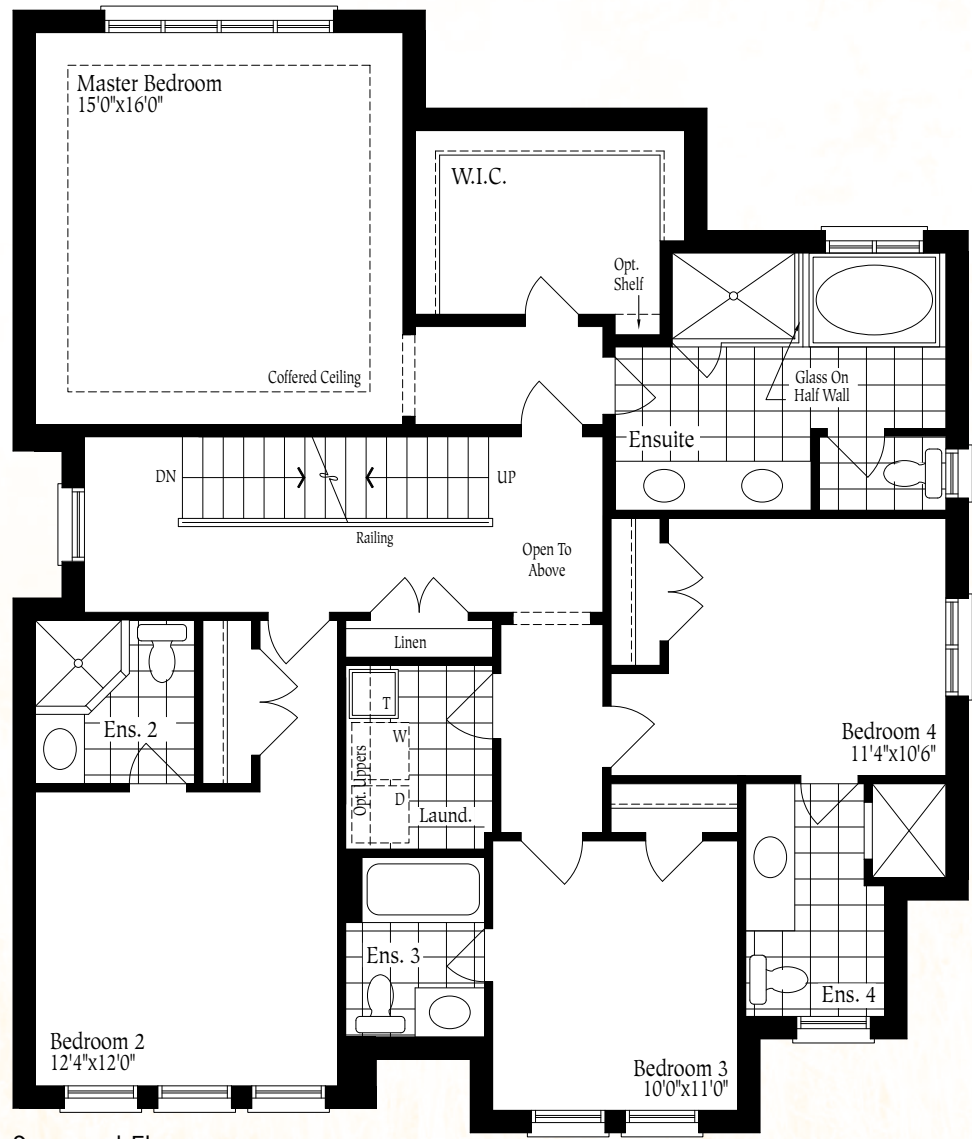 Master Bedroom
15'0"x16'0"
W.I.C.
Opt.
Shelf
Coffered Ceiling
Glass On
Half Wall
Ensuite
DN
UP
Railing
Open To
Above
Linen
Ens. 2
T
W
Opt. Uppers
D
Laund.
Bedroom 4
11'4"x10'6"
Ens. 3
Ens. 4
Bedroom 2
12'4"x12'0"
Bedroom 3
10'0"x11'0"